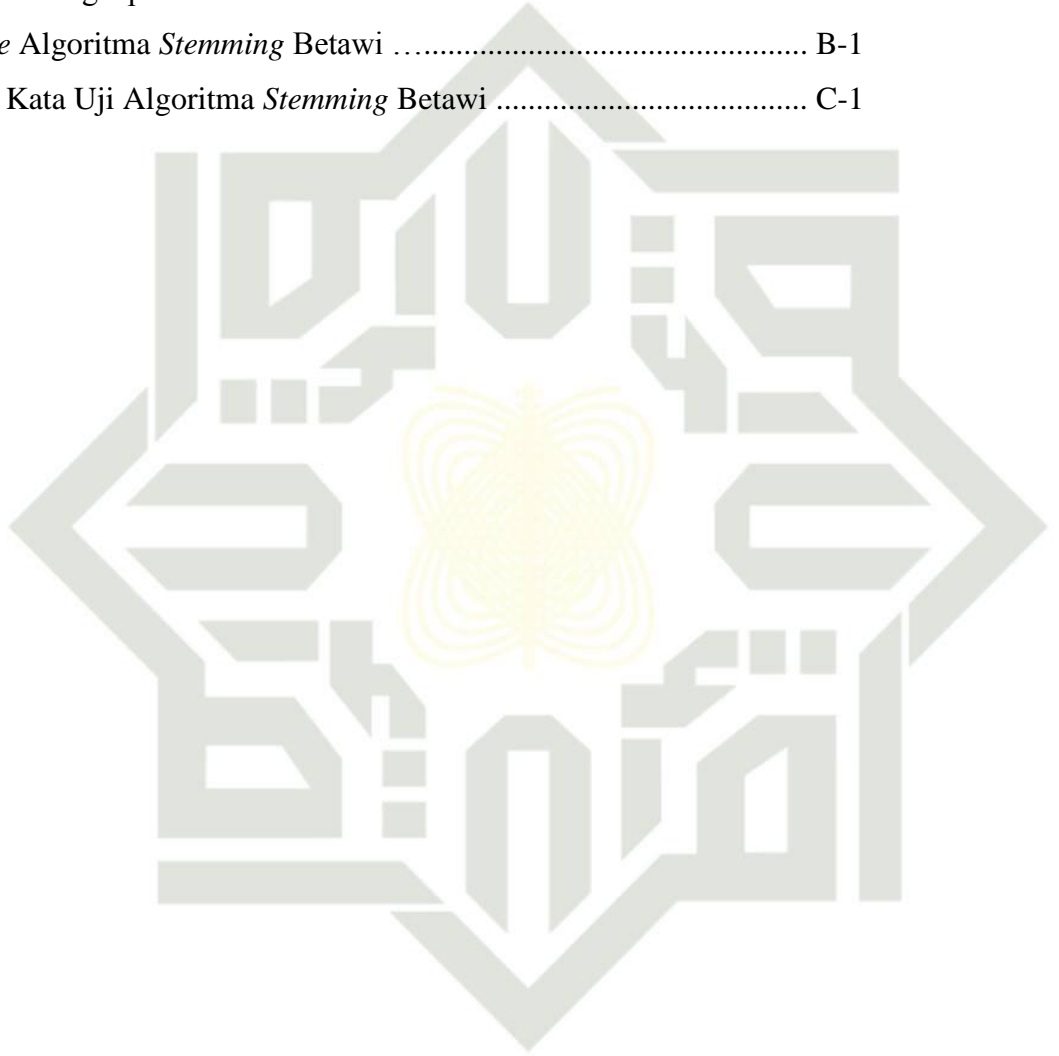 e Algoritma Stemming Betawi …................................................ B-1
Kata Uji Algoritma Stemming Betawi ....................................... C-1